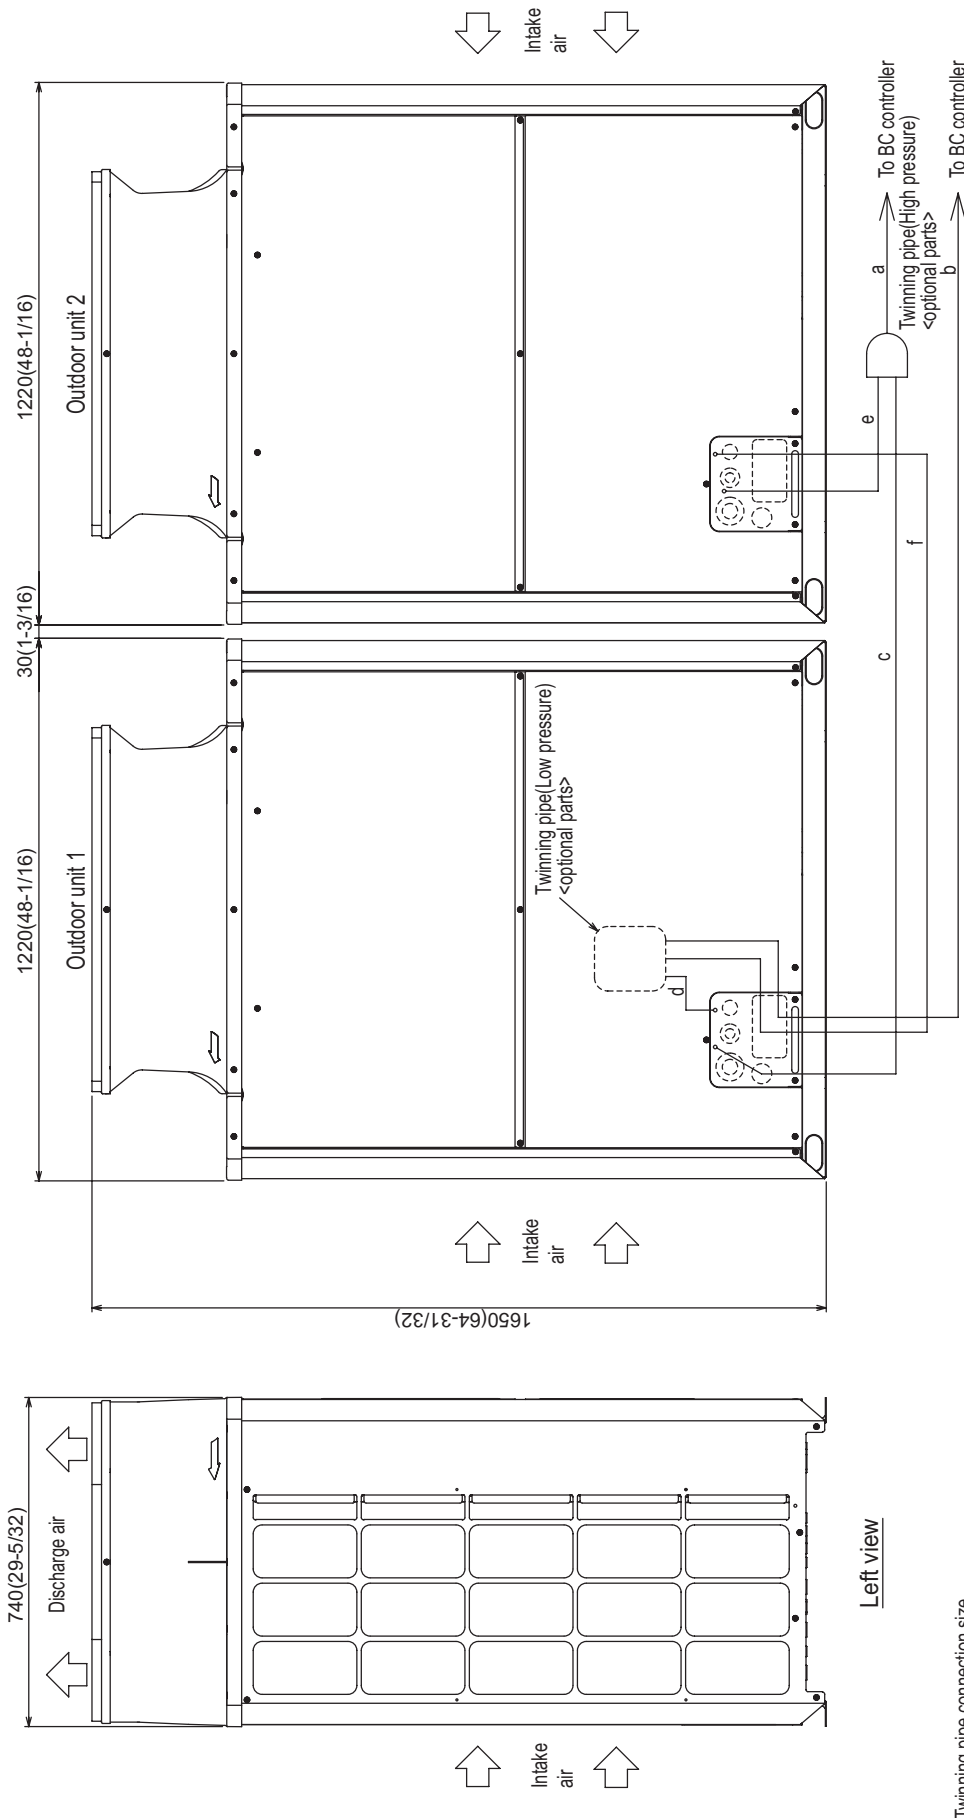 740(29-5/32)
Discharge air
Intake
air
Left view
1650(64-31/32)
Intake
air
1220(48-1/16)
30(1-3/16)
1220(48-1/16)
Outdoor unit 1
Outdoor unit 2
Intake
air
Twinning pipe(Low pressure)
<optional parts>
d
c
f
e
a
To BC controller
Twinning pipe(High pressure)
<optional parts>
b
To BC controller
Twinning pipe connection size